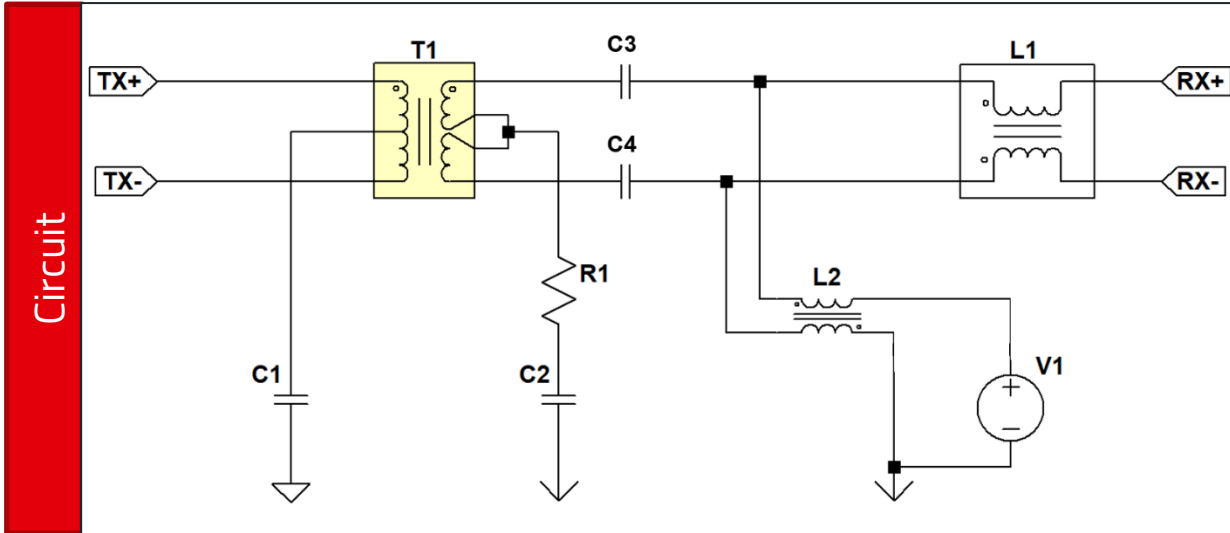 Circuit
T1
C3
L1
TX+
RX+
C4
TX-
RX-
R1
L2
C1
C2
V1